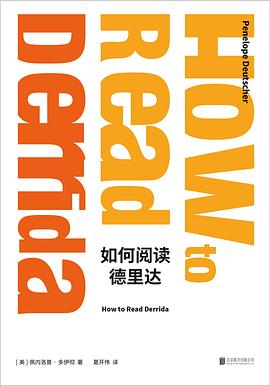 HOW to
Read
Derrida
Penelope Deutscher
如何阅读
德里达
How to Read Derrida
[美] 佩内洛普·多伊彻 著 夏开伟 译
北京联合出版公司